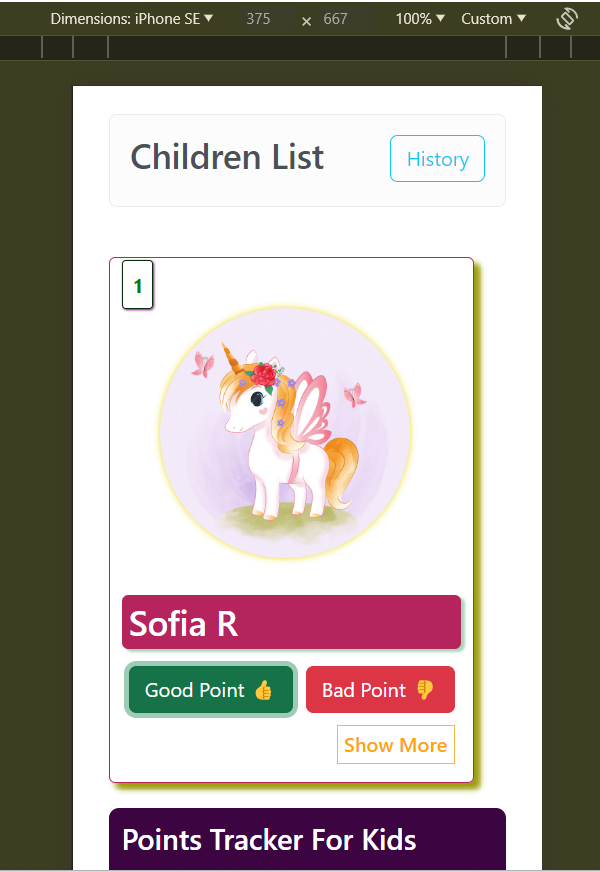 Dimensions: iPhone SE ▼ 375 × 667 100% ▼ Custom ▼
Children List History
1
Sofia R
Good Point 👍 Bad Point 👎
Show More
Points Tracker For Kids